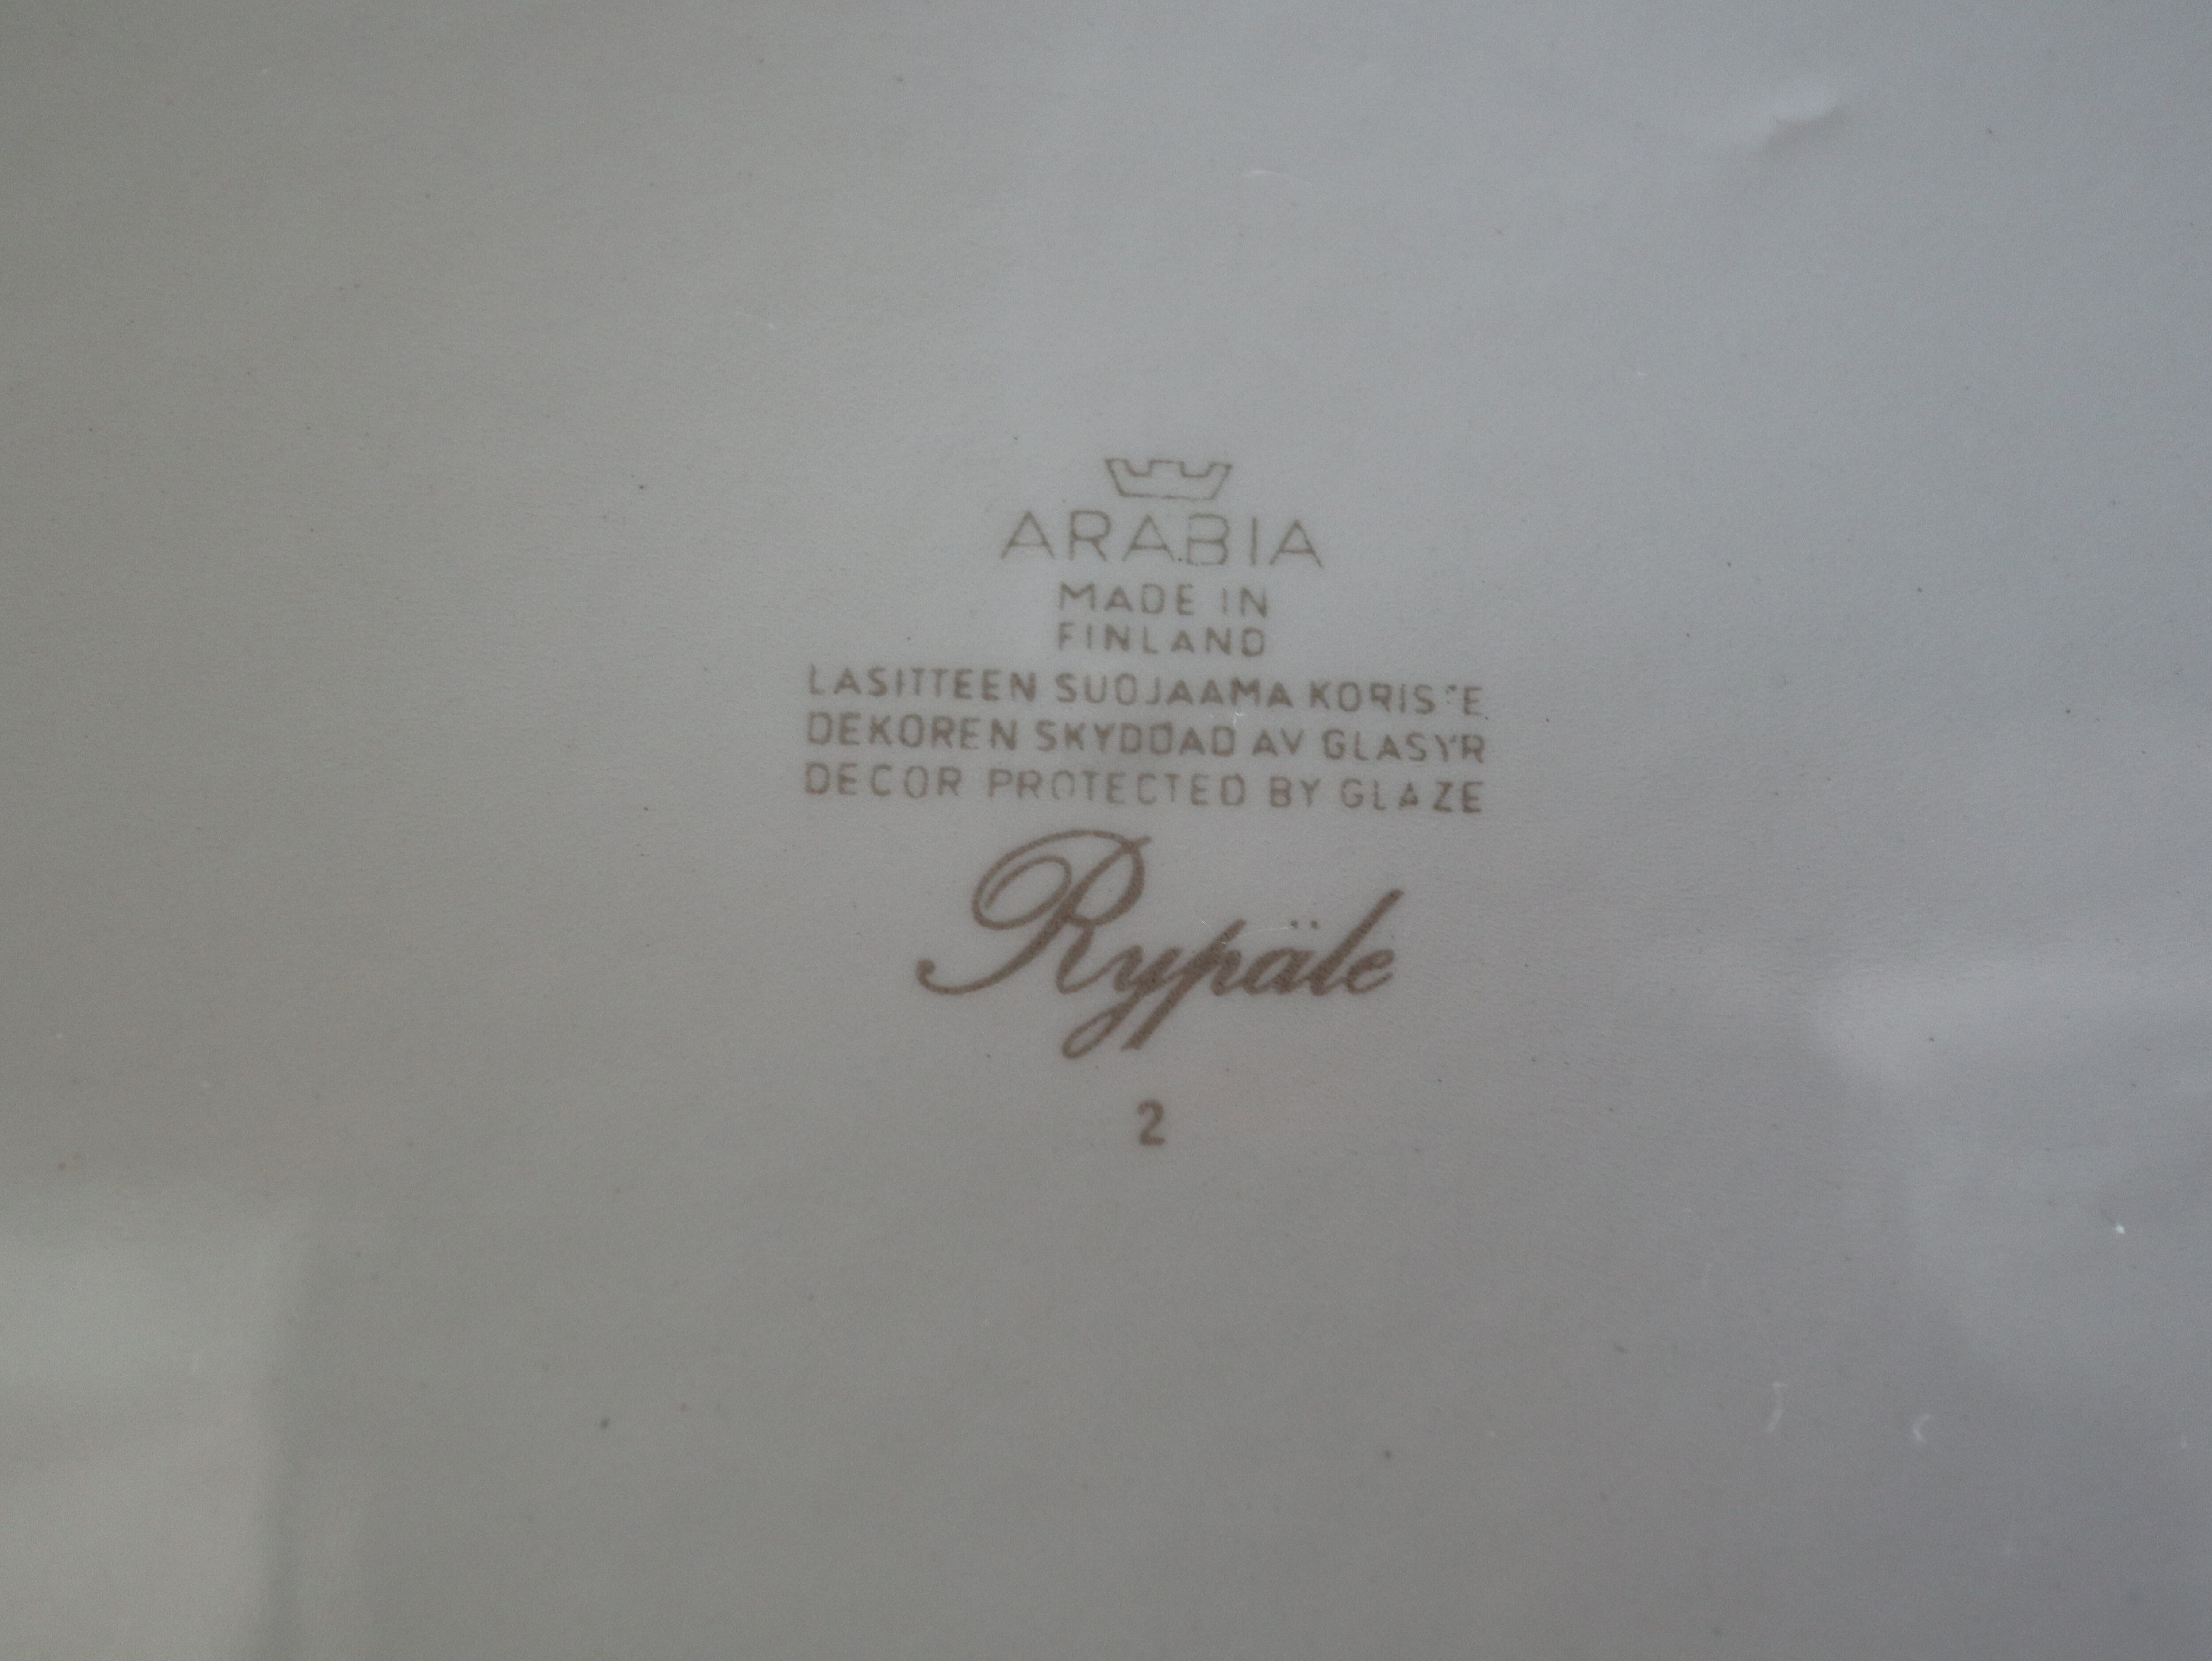 ARABIA
MADE IN
FINLAND
LASITTEEN SUOJAAMA KORISTE
DEKOREN SKYDDAD AV GLASYR
DECOR PROTECTED BY GLAZE
Rypäle
2